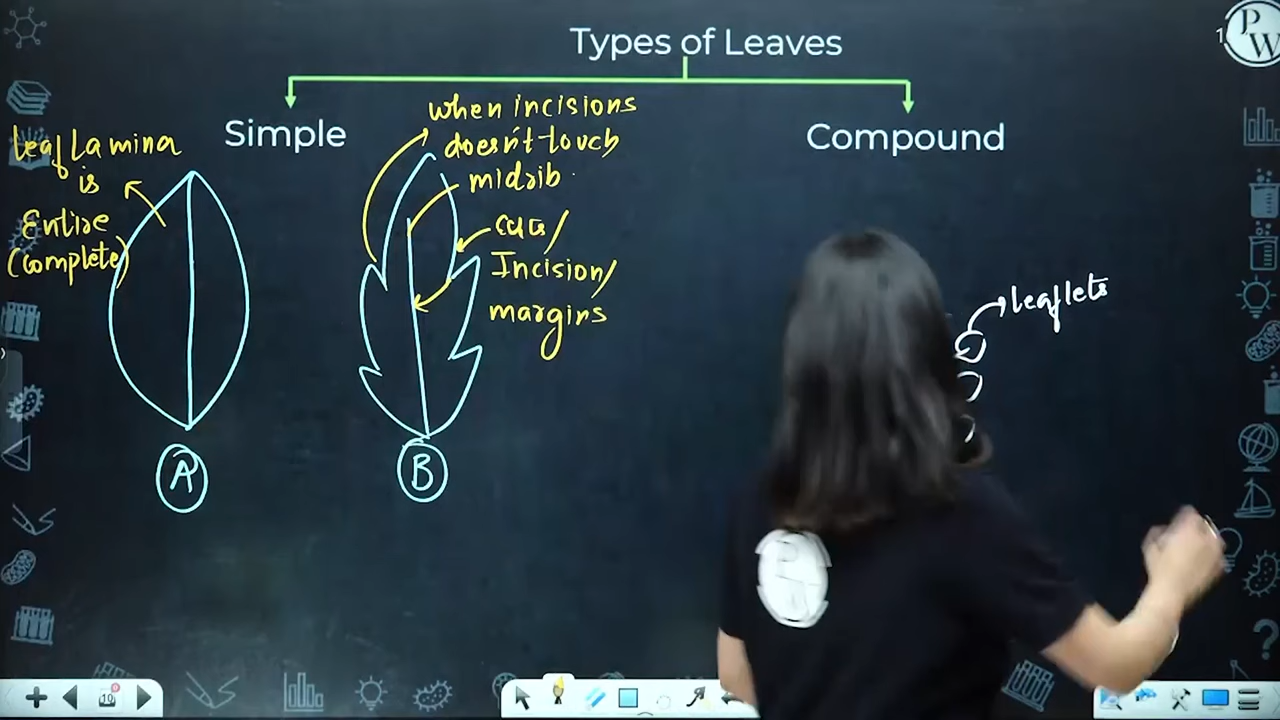 Types of Leaves
Simple
Compound
Leaf Lamina
is
Entire
(Complete)
when incisions
doesn't touch
midrib
cuts/
Incision/
margins
leaflets
A
B
PW
10